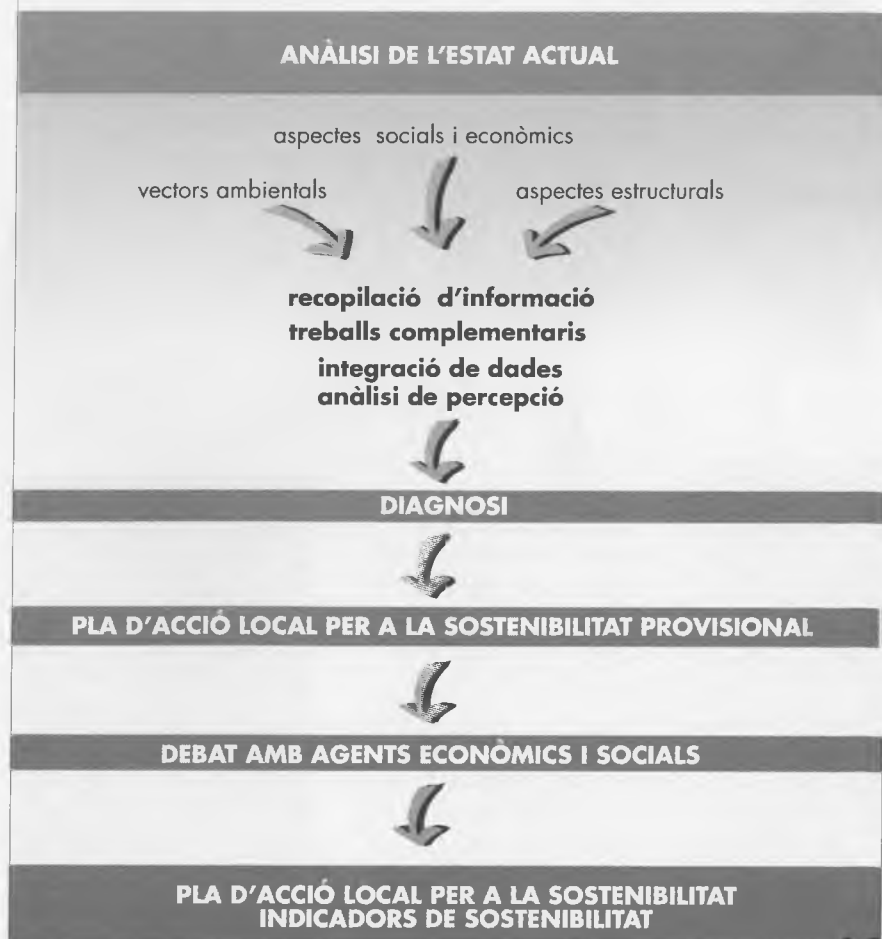 ANÀLISI DE L'ESTAT ACTUAL
aspectes socials i econòmics
vectors ambientals
aspectes estructurals
recopilació d'informació
treballs complementaris
integració de dades
anàlisi de percepció
DIAGNOSI
PLA D'ACCIÓ LOCAL PER A LA SOSTENIBILITAT PROVISIONAL
DEBAT AMB AGENTS ECONÒMICS I SOCIALS
PLA D'ACCIÓ LOCAL PER A LA SOSTENIBILITAT
INDICADORS DE SOSTENIBILITAT